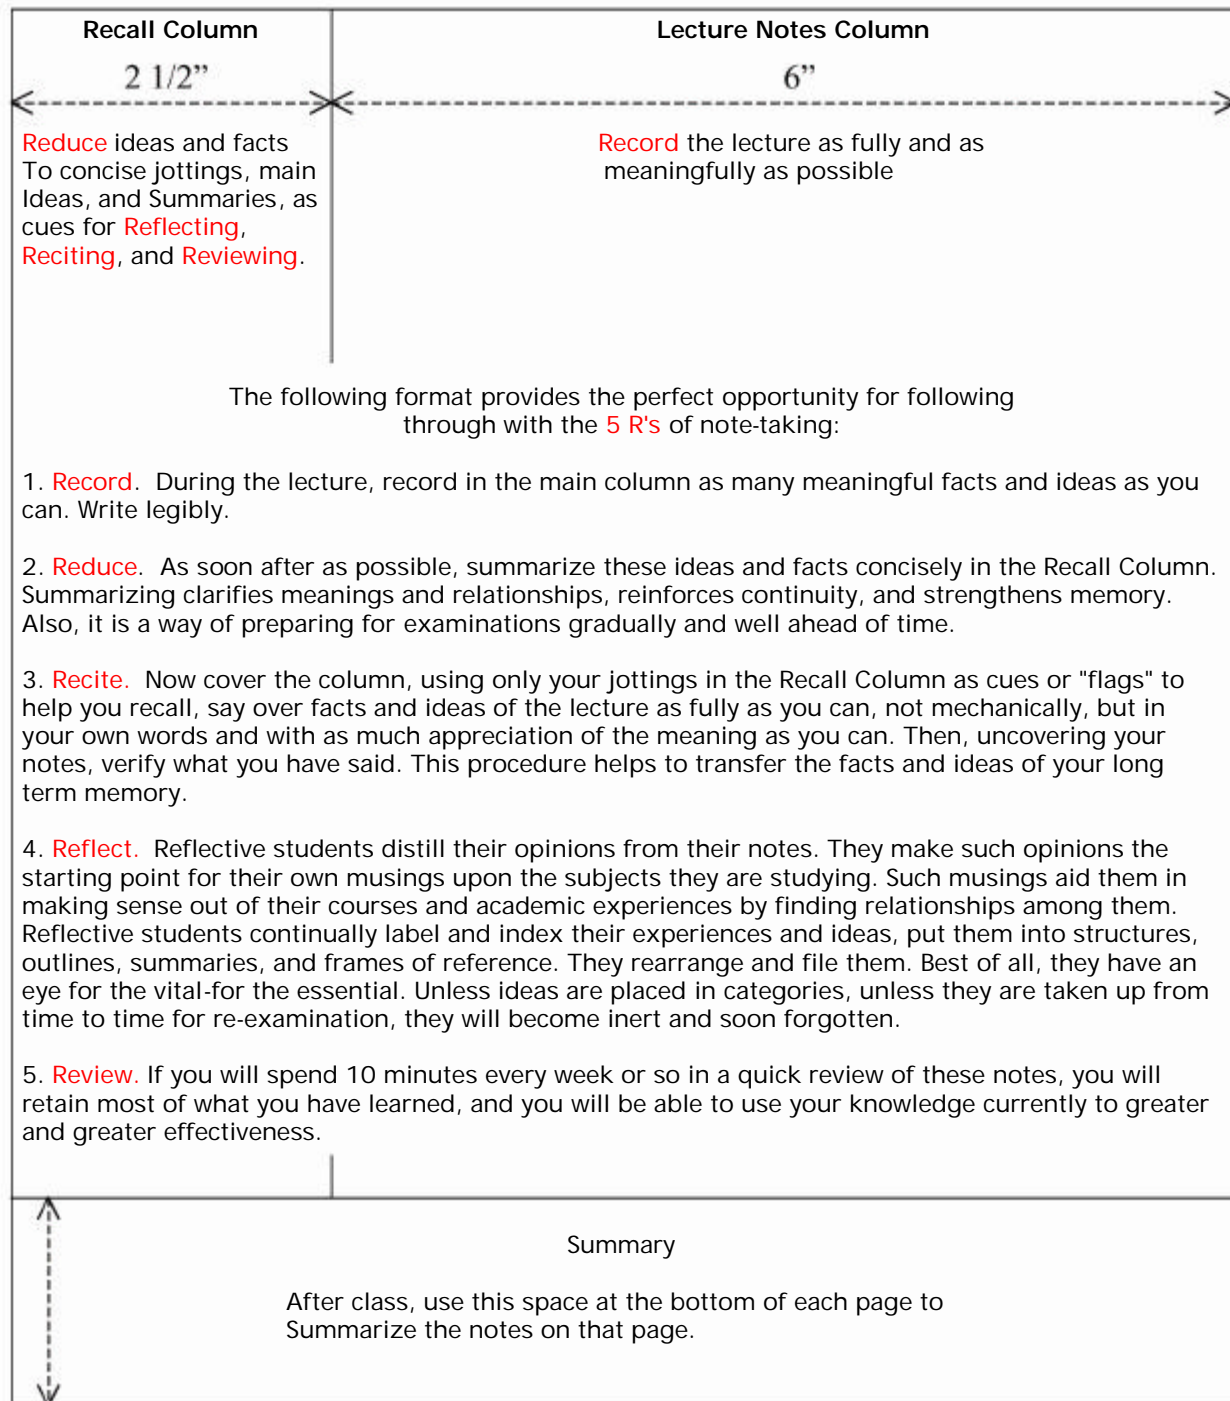 Recall Column
Lecture Notes Column
2 1/2”
6”
Reduce ideas and facts
To concise jottings, main
Ideas, and Summaries, as
cues for Reflecting,
Reciting, and Reviewing.
Record the lecture as fully and as
meaningfully as possible
The following format provides the perfect opportunity for following
through with the 5 R's of note-taking:
1. Record. During the lecture, record in the main column as many meaningful facts and ideas as you
can. Write legibly.
2. Reduce. As soon after as possible, summarize these ideas and facts concisely in the Recall Column.
Summarizing clarifies meanings and relationships, reinforces continuity, and strengthens memory.
Also, it is a way of preparing for examinations gradually and well ahead of time.
3. Recite. Now cover the column, using only your jottings in the Recall Column as cues or "flags" to
help you recall, say over facts and ideas of the lecture as fully as you can, not mechanically, but in
your own words and with as much appreciation of the meaning as you can. Then, uncovering your
notes, verify what you have said. This procedure helps to transfer the facts and ideas of your long
term memory.
4. Reflect. Reflective students distill their opinions from their notes. They make such opinions the
starting point for their own musings upon the subjects they are studying. Such musings aid them in
making sense out of their courses and academic experiences by finding relationships among them.
Reflective students continually label and index their experiences and ideas, put them into structures,
outlines, summaries, and frames of reference. They rearrange and file them. Best of all, they have an
eye for the vital-for the essential. Unless ideas are placed in categories, unless they are taken up from
time to time for re-examination, they will become inert and soon forgotten.
5. Review. If you will spend 10 minutes every week or so in a quick review of these notes, you will
retain most of what you have learned, and you will be able to use your knowledge currently to greater
and greater effectiveness.
Summary
After class, use this space at the bottom of each page to
Summarize the notes on that page.